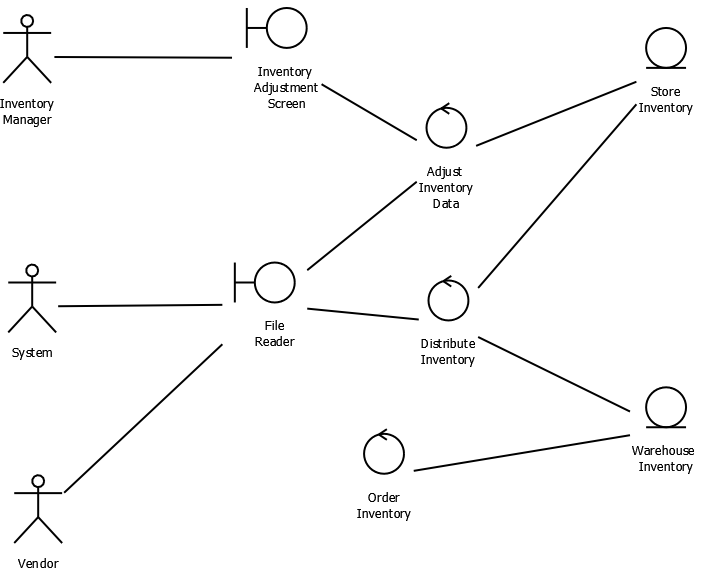 Inventory
Manager
Inventory
Adjustment
Screen
Store
Inventory
Adjust
Inventory
Data
System
File
Reader
Distribute
Inventory
Warehouse
Inventory
Order
Inventory
Vendor